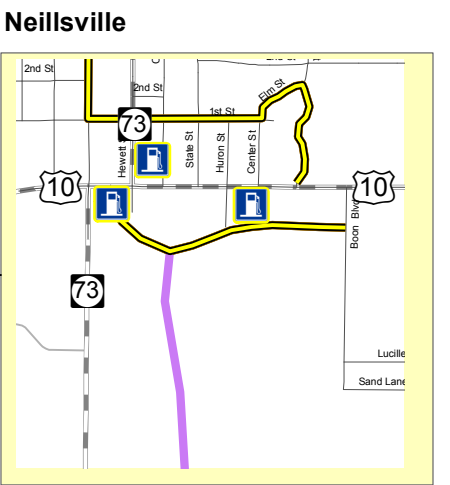 Neillsville
2nd St
2nd St
Elm St
1st St
73
Hewett
State St
Huron St
Center St
10
10
Boon Blvd
73
Lucille
Sand Lane